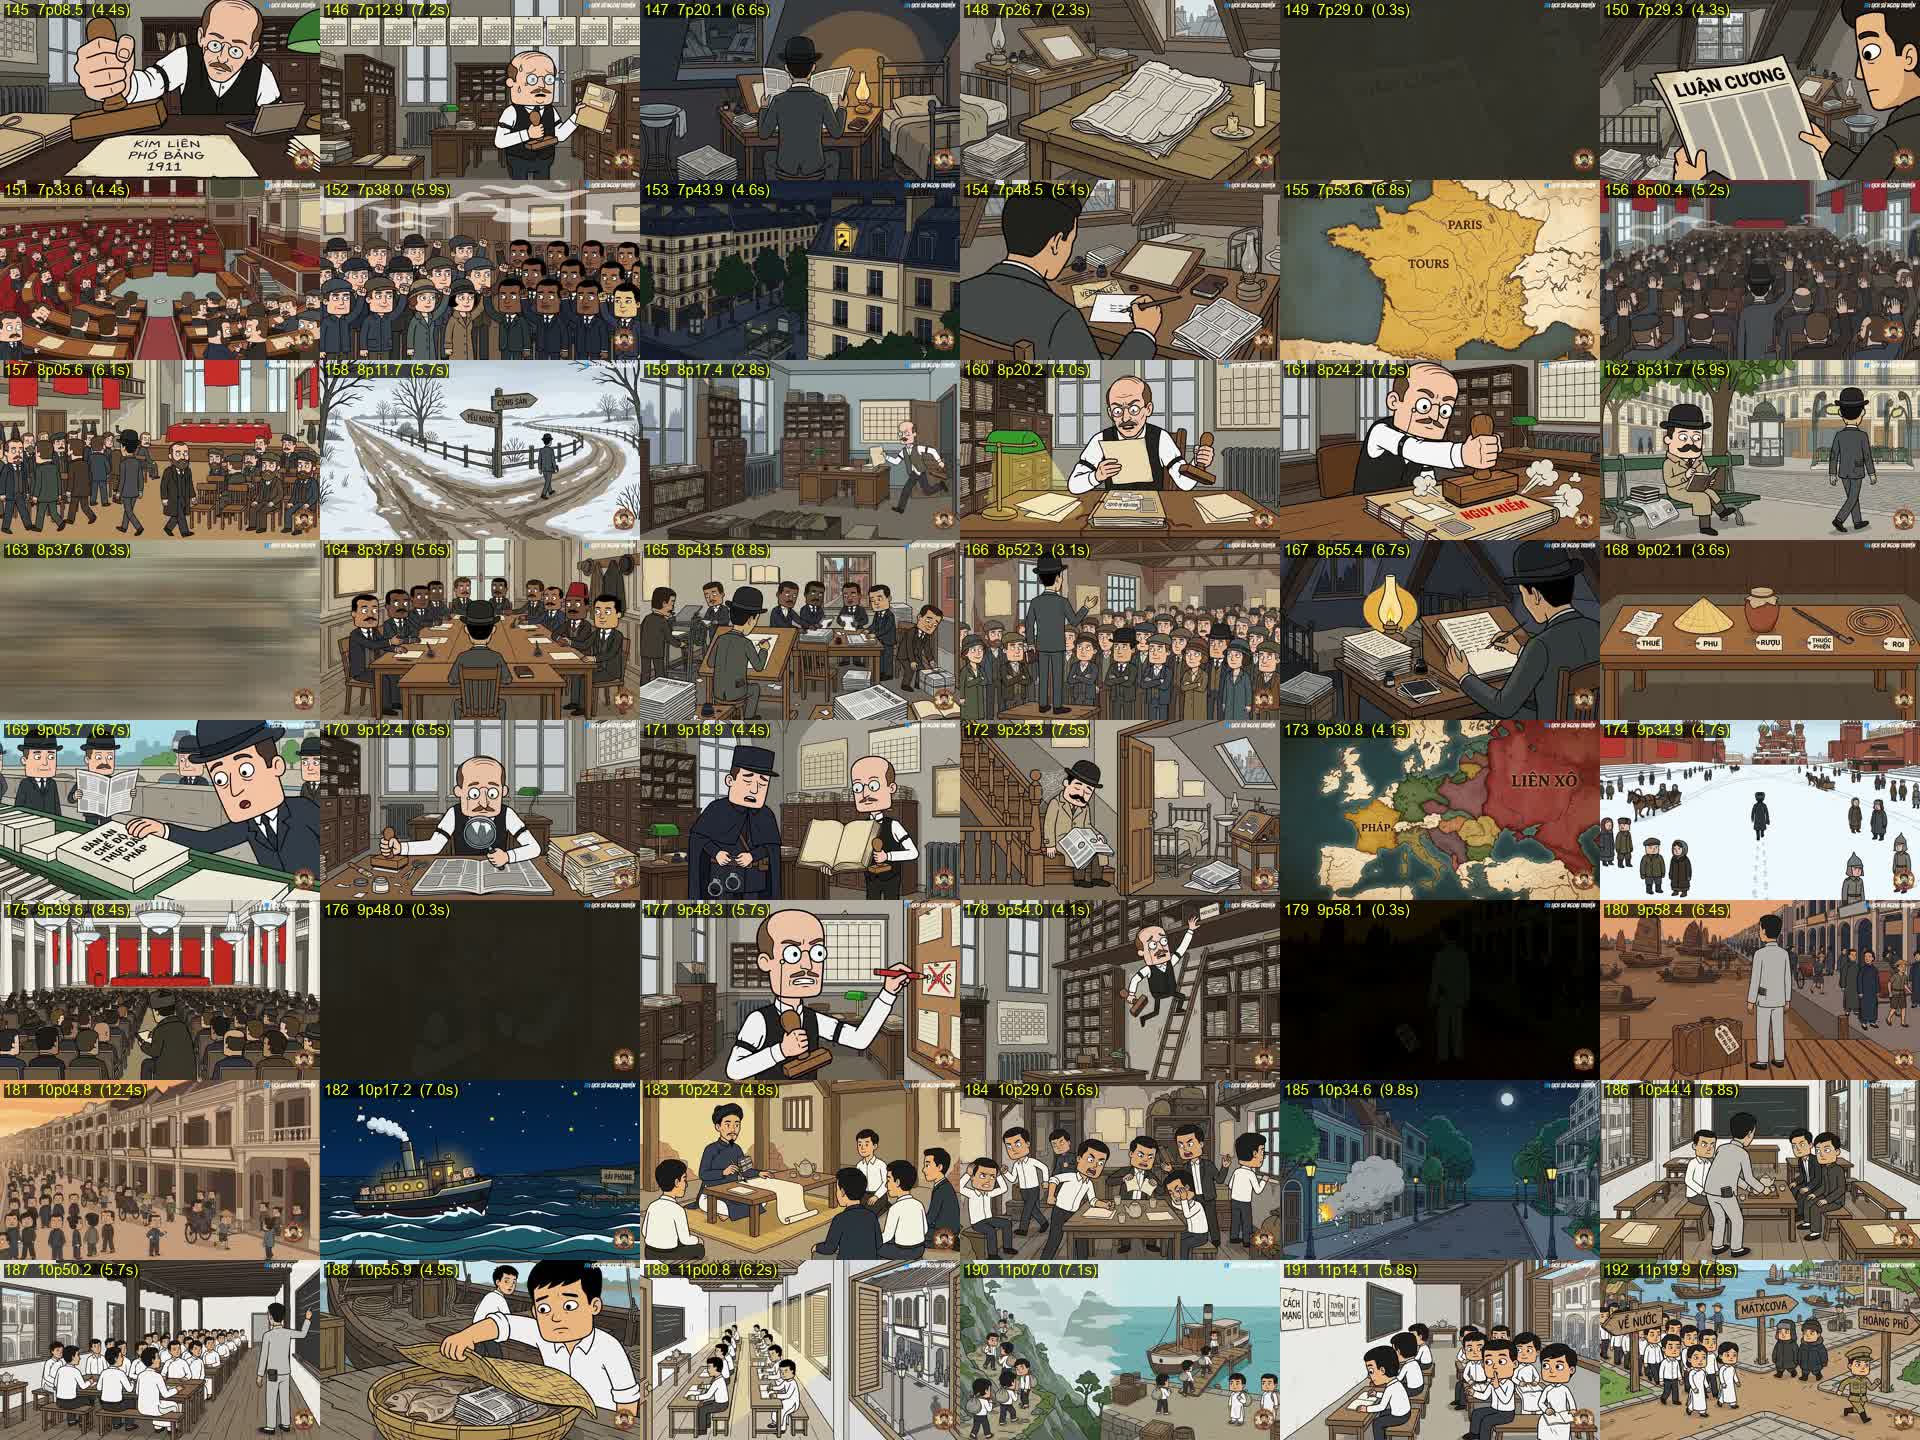 145 7p08.5 (4.4s)
KIM LIÊN
PHÓ BẢNG
1911
146 7p12.9 (7.2s)
147 7p20.1 (6.6s)
148 7p26.7 (2.3s)
149 7p29.0 (0.3s)
150 7p29.3 (4.3s)
LUẬN CƯƠNG
151 7p33.6 (4.4s)
LỊCH SỬ NGOẠI TRUYỆN
152 7p38.0 (5.9s)
153 7p43.9 (4.6s)
154 7p48.5 (5.1s)
155 7p53.6 (6.8s)
PARIS
TOURS
156 8p00.4 (5.2s)
157 8p05.6 (6.1s)
158 8p11.7 (5.7s)
CỘNG SẢN
YÊU NƯỚC
159 8p17.4 (2.8s)
160 8p20.2 (4.0s)
161 8p24.2 (7.5s)
NGUY HIỂM
162 8p31.7 (5.9s)
163 8p37.6 (0.3s)
164 8p37.9 (5.6s)
165 8p43.5 (8.8s)
166 8p52.3 (3.1s)
167 8p55.4 (6.7s)
168 9p02.1 (3.6s)
THUẾ
PHU
RƯỢU
THUỐC PHIỆN
ROI
169 9p05.7 (6.7s)
BẢN ÁN
CHẾ ĐỘ
THỰC DÂN
PHÁP
170 9p12.4 (6.5s)
171 9p18.9 (4.4s)
172 9p23.3 (7.5s)
173 9p30.8 (4.1s)
LIÊN XÔ
PHÁP
174 9p34.9 (4.7s)
175 9p39.6 (8.4s)
176 9p48.0 (0.3s)
177 9p48.3 (5.7s)
PARIS
178 9p54.0 (4.1s)
179 9p58.1 (0.3s)
180 9p58.4 (6.4s)
181 10p04.8 (12.4s)
182 10p17.2 (7.0s)
HẢI PHÒNG
183 10p24.2 (4.8s)
184 10p29.0 (5.6s)
185 10p34.6 (9.8s)
186 10p44.4 (5.8s)
187 10p50.2 (5.7s)
188 10p55.9 (4.9s)
189 11p00.8 (6.2s)
190 11p07.0 (7.1s)
191 11p14.1 (5.8s)
CÁCH MẠNG
TỔ CHỨC
TUYÊN TRUYỀN
BÍ MẬT
192 11p19.9 (7.9s)
VỀ NƯỚC
MÁTXCƠVA
HOÀNG PHỐ